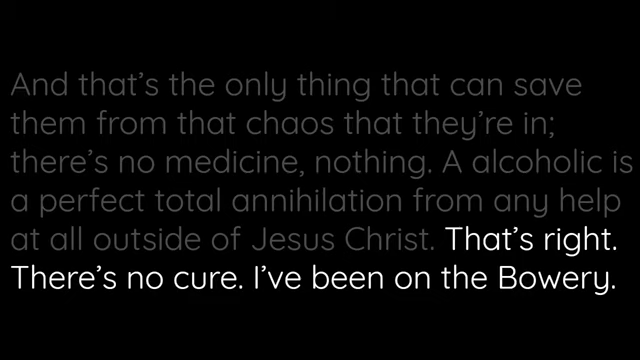 And that's the only thing that can save
them from that chaos that they're in;
there's no medicine, nothing. A alcoholic is
a perfect total annihilation from any help
at all outside of Jesus Christ. That's right.
There's no cure. I've been on the Bowery.